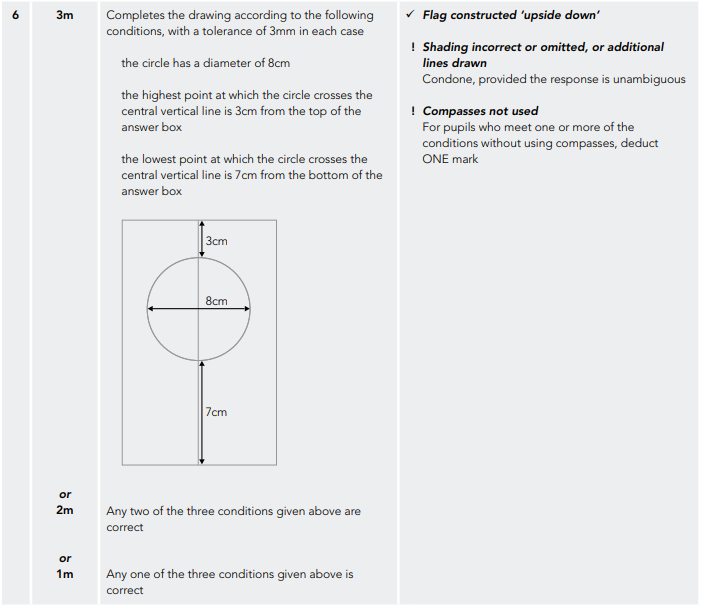 6
3m
Completes the drawing according to the following
conditions, with a tolerance of 3mm in each case
the circle has a diameter of 8cm
the highest point at which the circle crosses the
central vertical line is 3cm from the top of the
answer box
the lowest point at which the circle crosses the
central vertical line is 7cm from the bottom of the
answer box
3cm
8cm
7cm
or
2m
Any two of the three conditions given above are
correct
or
1m
Any one of the three conditions given above is
correct
✓ Flag constructed ‘upside down’
! Shading incorrect or omitted, or additional
lines drawn
Condone, provided the response is unambiguous
! Compasses not used
For pupils who meet one or more of the
conditions without using compasses, deduct
ONE mark